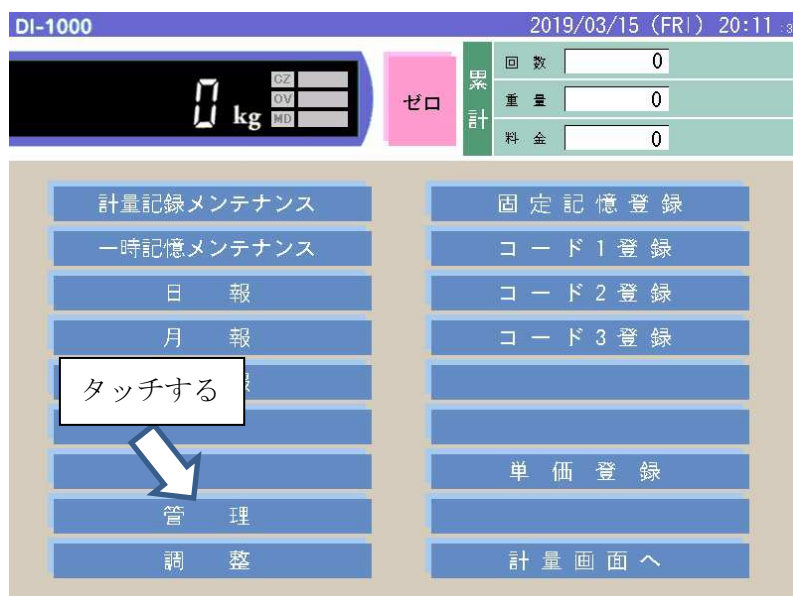 DI-1000
2019/03/15 (FRI) 20:11
0 kg
CZ
OV
MD
ゼロ
累計
回数 0
重量 0
料金 0
計量記録メンテナンス
固定記憶登録
一時記憶メンテナンス
コード1登録
日 報
コード2登録
月 報
コード3登録
報
タッチする
単価登録
管 理
調 整
計量画面へ